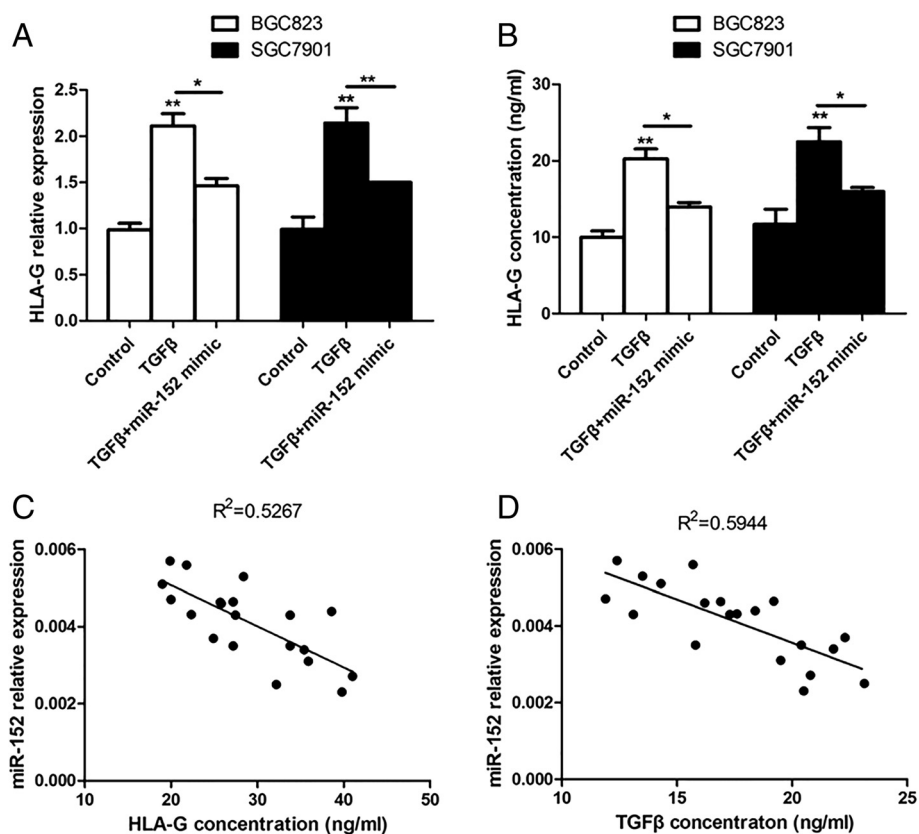 A
BGC823
SGC7901
HLA-G relative expression
2.5
2.0
1.5
1.0
0.5
0.0
** * ** **
Control
TGFβ
TGFβ+miR-152 mimic
Control
TGFβ
TGFβ+miR-152 mimic
B
BGC823
SGC7901
HLA-G concentration (ng/ml)
30
20
10
0
** * ** *
Control
TGFβ
TGFβ+miR-152 mimic
Control
TGFβ
TGFβ+miR-152 mimic
C
R²=0.5267
miR-152 relative expression
0.006
0.004
0.002
0.000
10 20 30 40 50
HLA-G concentration (ng/ml)
D
R²=0.5944
miR-152 relative expression
0.006
0.004
0.002
0.000
10 15 20 25
TGFβ concentraton (ng/ml)